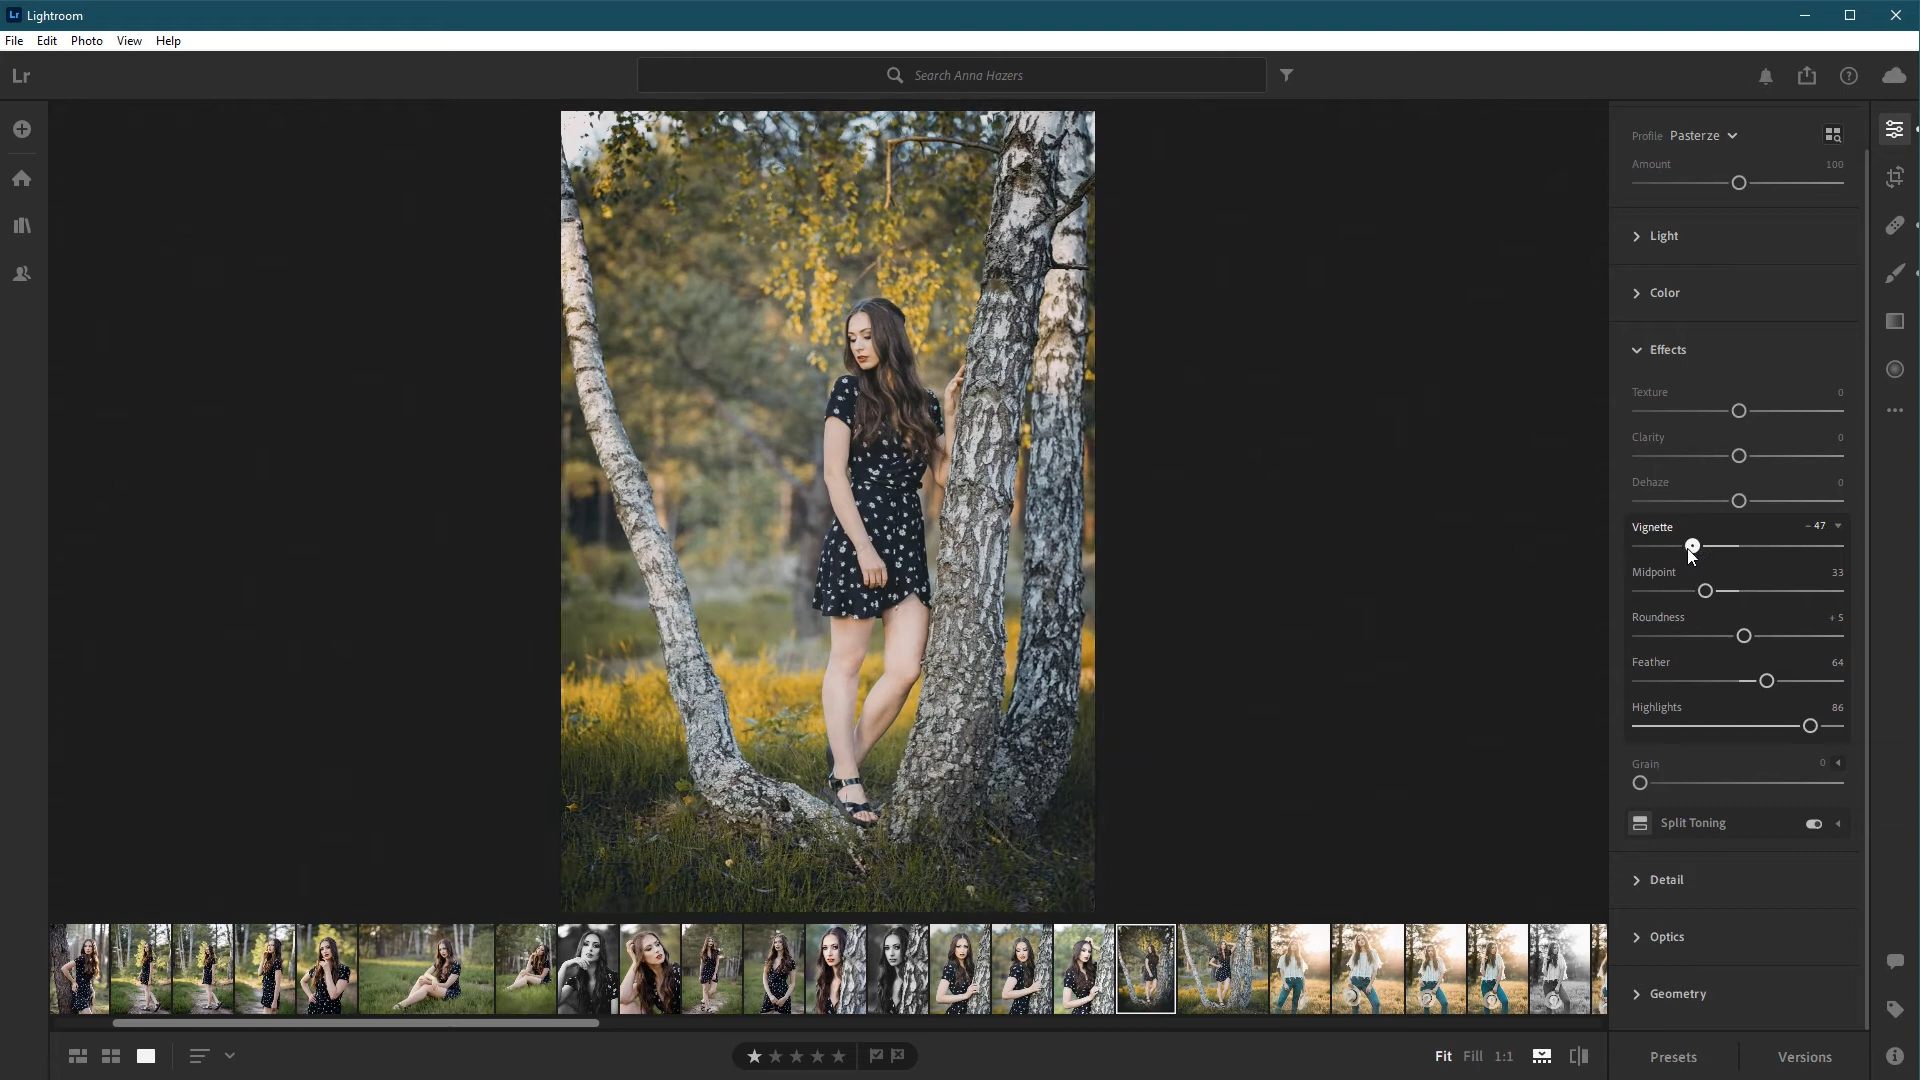 Lr Lightroom
File Edit Photo View Help
Lr Search Anna Hazers
Profile Pasterze
Amount 100
Light
Color
Effects
Texture 0
Clarity 0
Dehaze 0
Vignette - 47
Midpoint 33
Roundness + 5
Feather 64
Highlights 86
Grain 0
Split Toning
Detail
Optics
Geometry
Fit Fill 1:1 Presets Versions